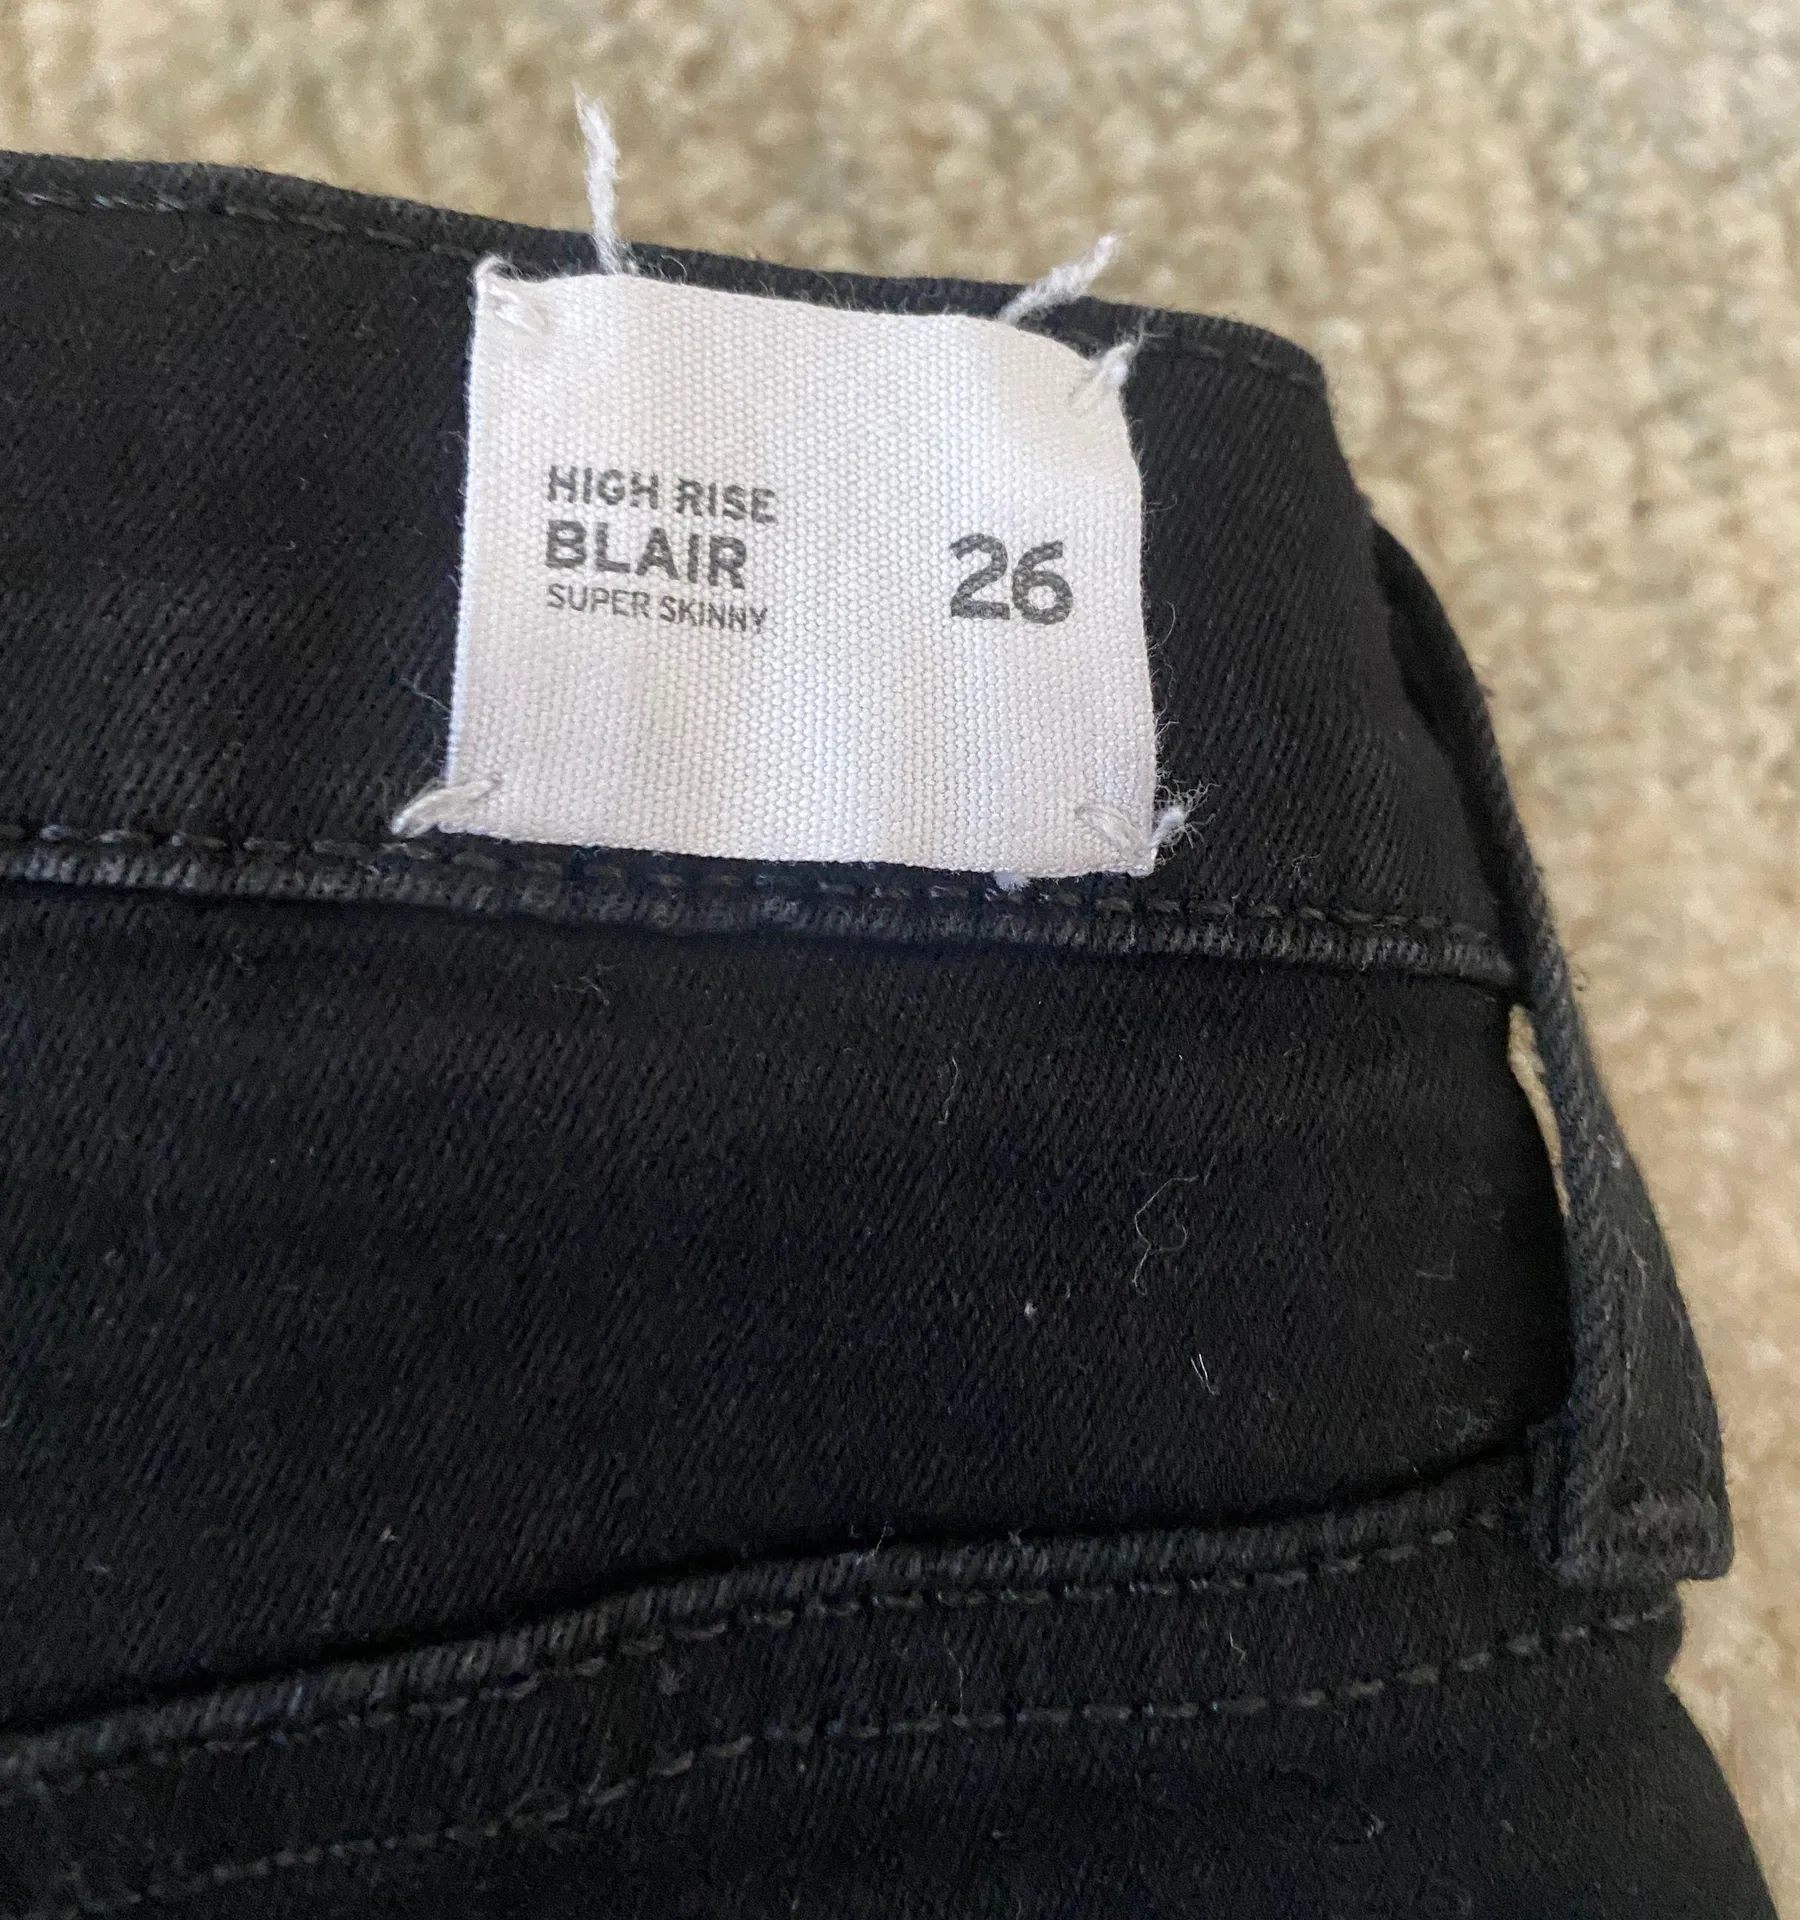 HIGH RISE
BLAIR
SUPER SKINNY
26